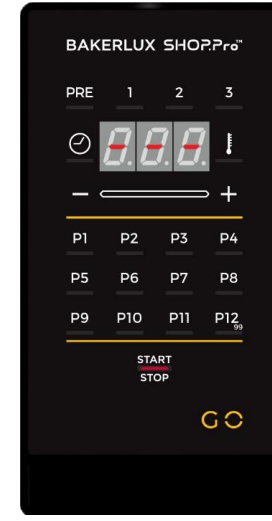 BAKERLUX SHOP.Pro™
PRE 1 2 3
- - -
− +
P1 P2 P3 P4
P5 P6 P7 P8
P9 P10 P11 P12
99
START
STOP
GO